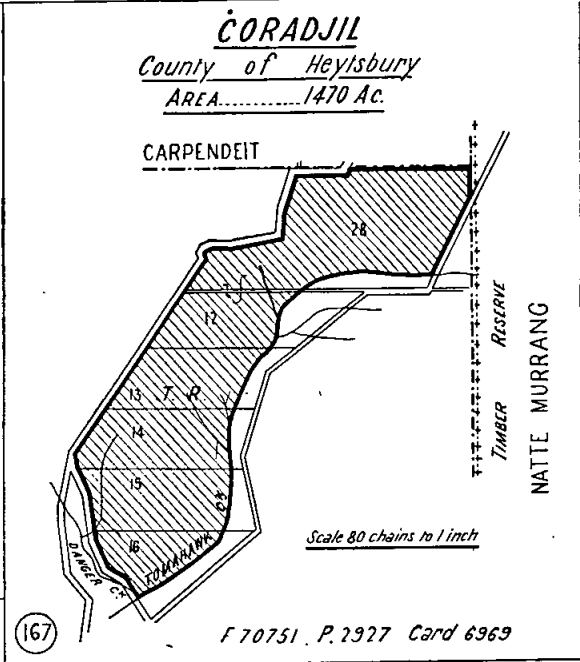 CORADJIL
County of Heytsbury
AREA..........1470 Ac.
CARPENDEIT
28
12
13 T. R.
14
15
16
TIMBER RESERVE
NATTE MURRANG
DANGER CK
TOMAHAWK CK
Scale 80 chains to 1 inch
167
F 70751. P. 2927 Card 6969